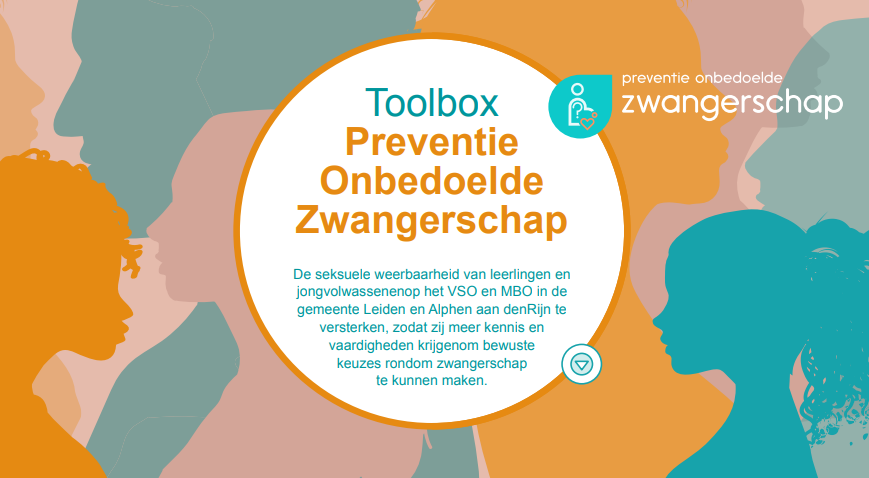 Toolbox
Preventie
Onbedoelde
Zwangerschap
preventie onbedoelde
zwangerschap
De seksuele weerbaarheid van leerlingen en
jongvolwassenenop het VSO en MBO in de
gemeente Leiden en Alphen aan denRijn te
versterken, zodat zij meer kennis en
vaardigheden krijgenom bewuste
keuzes rondom zwangerschap
te kunnen maken.